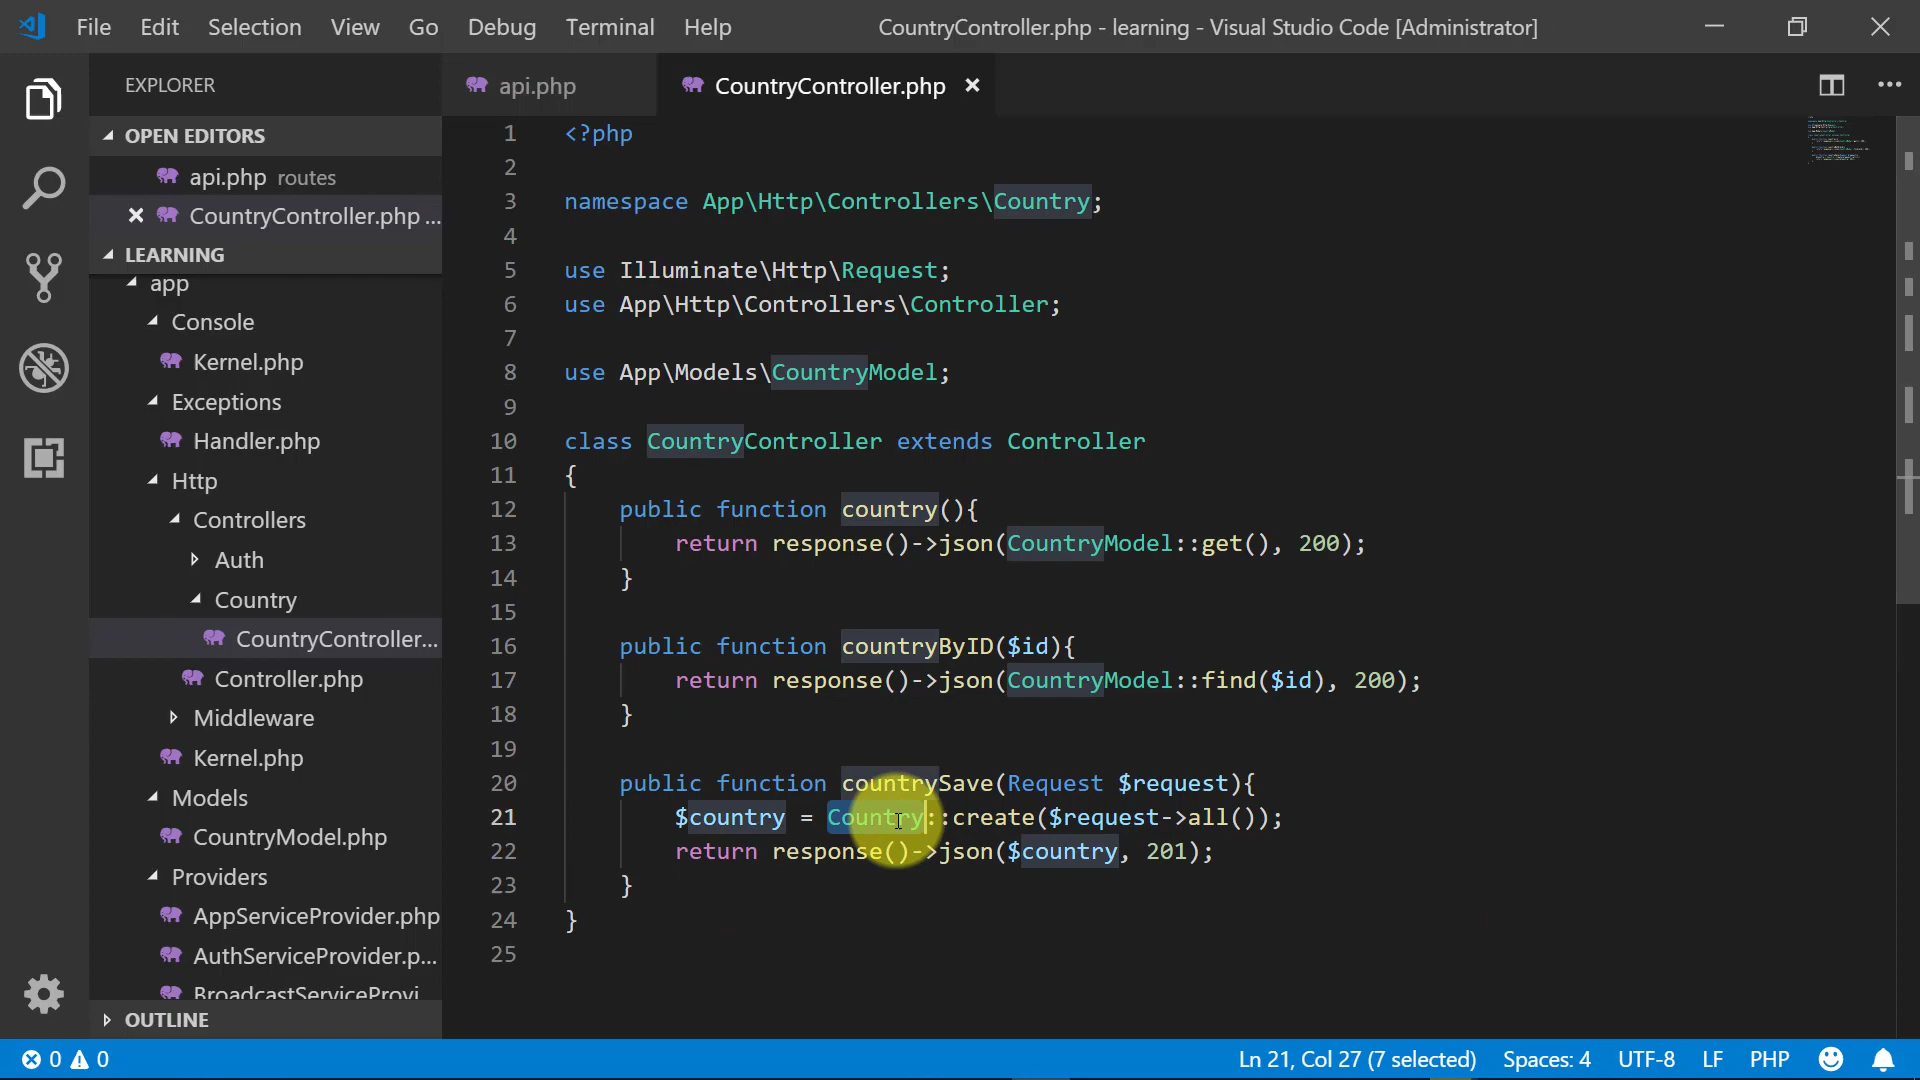 File Edit Selection View Go Debug Terminal Help CountryController.php - learning - Visual Studio Code [Administrator]
EXPLORER
OPEN EDITORS
api.php routes
CountryController.php ...
LEARNING
app
Console
Kernel.php
Exceptions
Handler.php
Http
Controllers
Auth
Country
CountryController...
Controller.php
Middleware
Kernel.php
Models
CountryModel.php
Providers
AppServiceProvider.php
AuthServiceProvider.p...
BroadcastServiceProvi
OUTLINE
api.php CountryController.php
1 <?php
2
3 namespace App\Http\Controllers\Country;
4
5 use Illuminate\Http\Request;
6 use App\Http\Controllers\Controller;
7
8 use App\Models\CountryModel;
9
10 class CountryController extends Controller
11 {
12 public function country(){
13 return response()->json(CountryModel::get(), 200);
14 }
15
16 public function countryByID($id){
17 return response()->json(CountryModel::find($id), 200);
18 }
19
20 public function countrySave(Request $request){
21 $country = Country::create($request->all());
22 return response()->json($country, 201);
23 }
24 }
25
0 0 Ln 21, Col 27 (7 selected) Spaces: 4 UTF-8 LF PHP